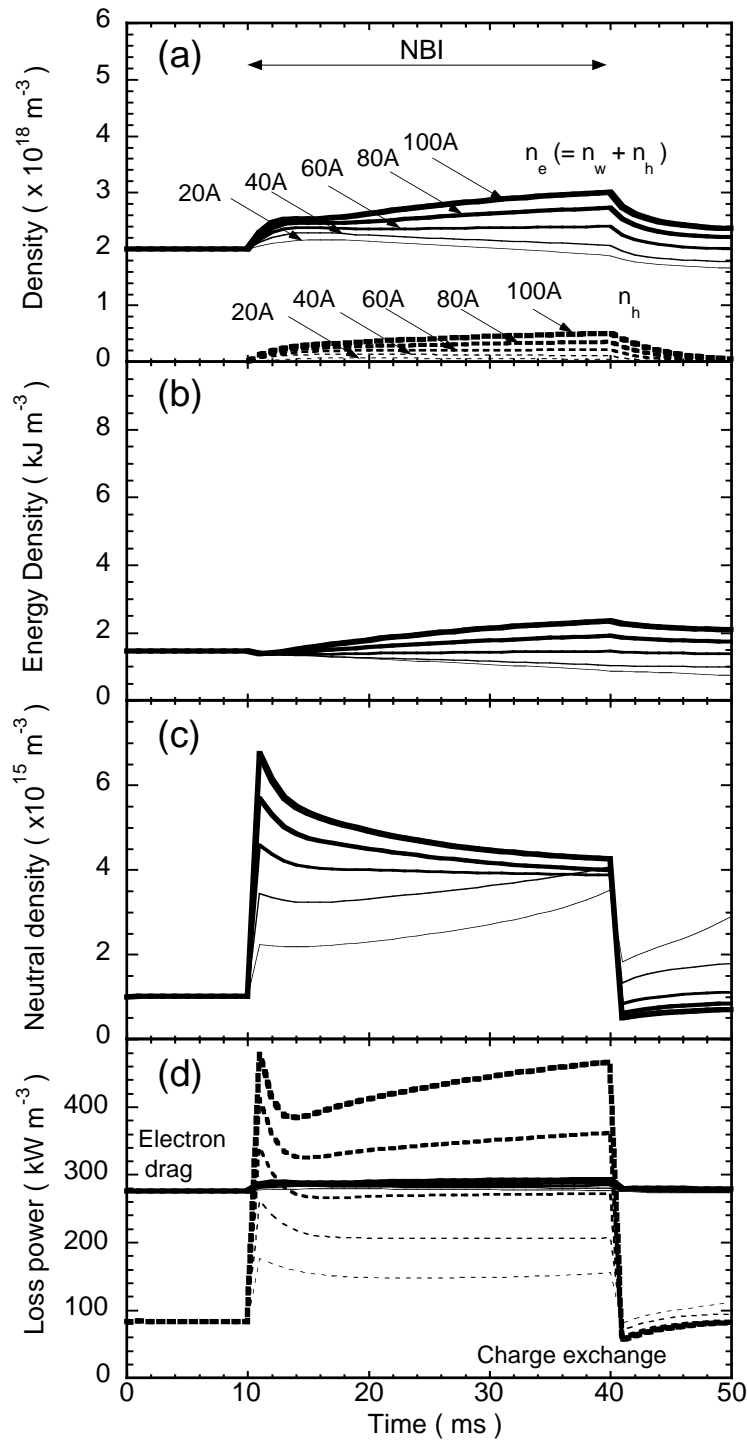 (a)
NBI
6
5
4
3
2
1
0
Density ( x 10^18 m^-3 )
20A
40A
60A
80A
100A
n_e (= n_w + n_h )
20A
40A
60A
80A
100A
n_h
(b)
8
6
4
2
0
Energy Density ( kJ m^-3 )
(c)
6
4
2
0
Neutral density ( x10^15 m^-3 )
(d)
400
300
200
100
0
Loss power ( kW m^-3 )
Electron
drag
Charge exchange
0
10
20
30
40
50
Time ( ms )